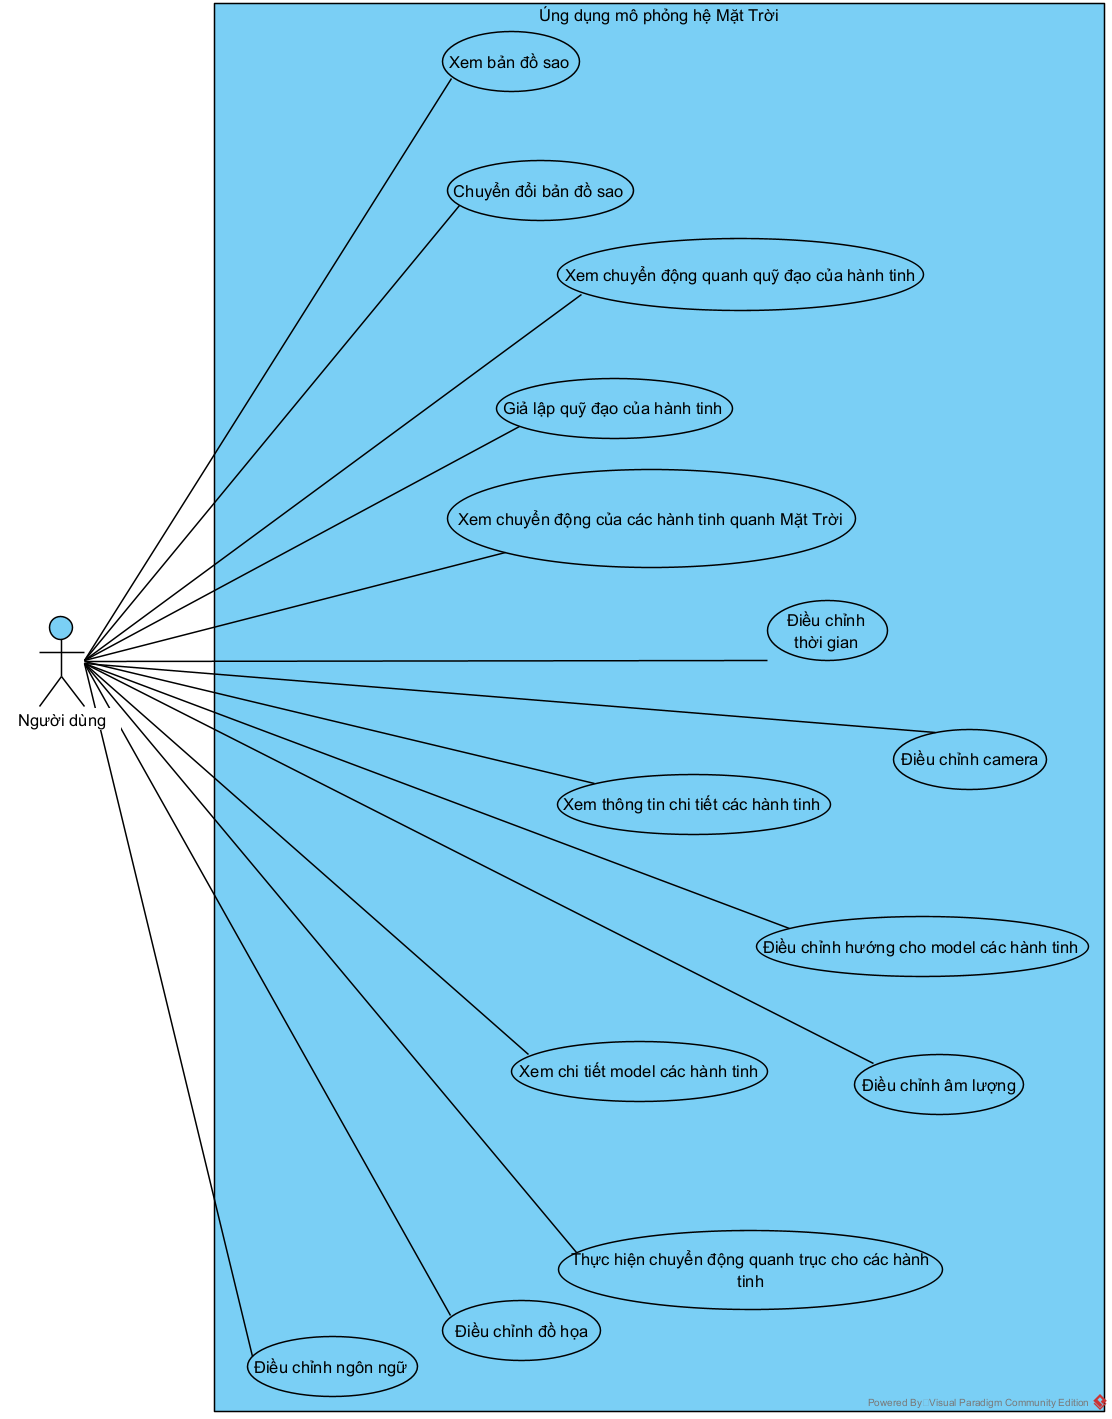 Úng dụng mô phỏng hệ Mặt Trời
Xem bản đồ sao
Chuyển đổi bản đồ sao
Xem chuyển động quanh quỹ đạo của hành tinh
Giả lập quỹ đạo của hành tinh
Xem chuyển động của các hành tinh quanh Mặt Trời
Điều chỉnh
thời gian
Người dùng
Điều chỉnh camera
Xem thông tin chi tiết các hành tinh
Điều chỉnh hướng cho model các hành tinh
Xem chi tiết model các hành tinh
Điều chỉnh âm lượng
Thực hiện chuyển động quanh trục cho các hành
tinh
Điều chỉnh đồ họa
Điều chỉnh ngôn ngữ
Powered By Visual Paradigm Community Edition